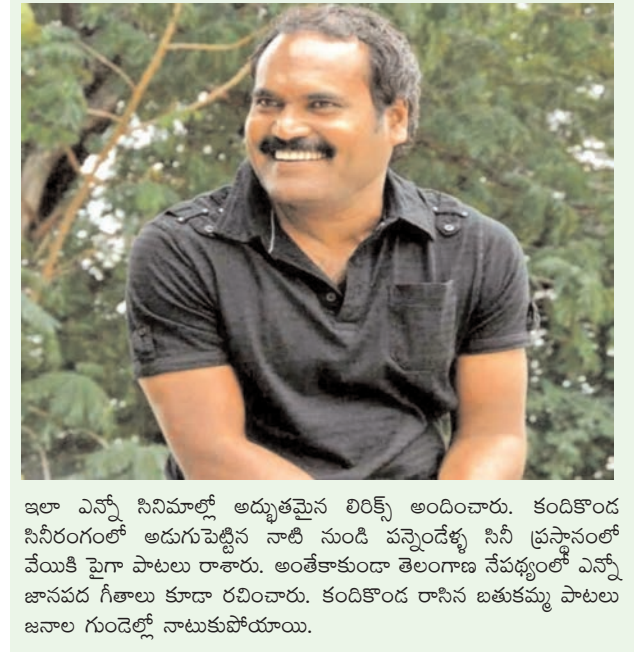 ఇలా ఎన్నో సినిమాల్లో అద్భుతమైన లిరిక్స్ అందించారు. కందికొండ
సినీరంగంలో అడుగుపెట్టిన నాటి నుండి పన్నెండేళ్ళ సినీ ప్రస్థానంలో
వేయికి పైగా పాటలు రాశారు. అంతేకాకుండా తెలంగాణ నేపథ్యంలో ఎన్నో
జానపద గీతాలు కూడా రచించారు. కందికొండ రాసిన బతుకమ్మ పాటలు
జనాల గుండెల్లో నాటుకుపోయాయి.